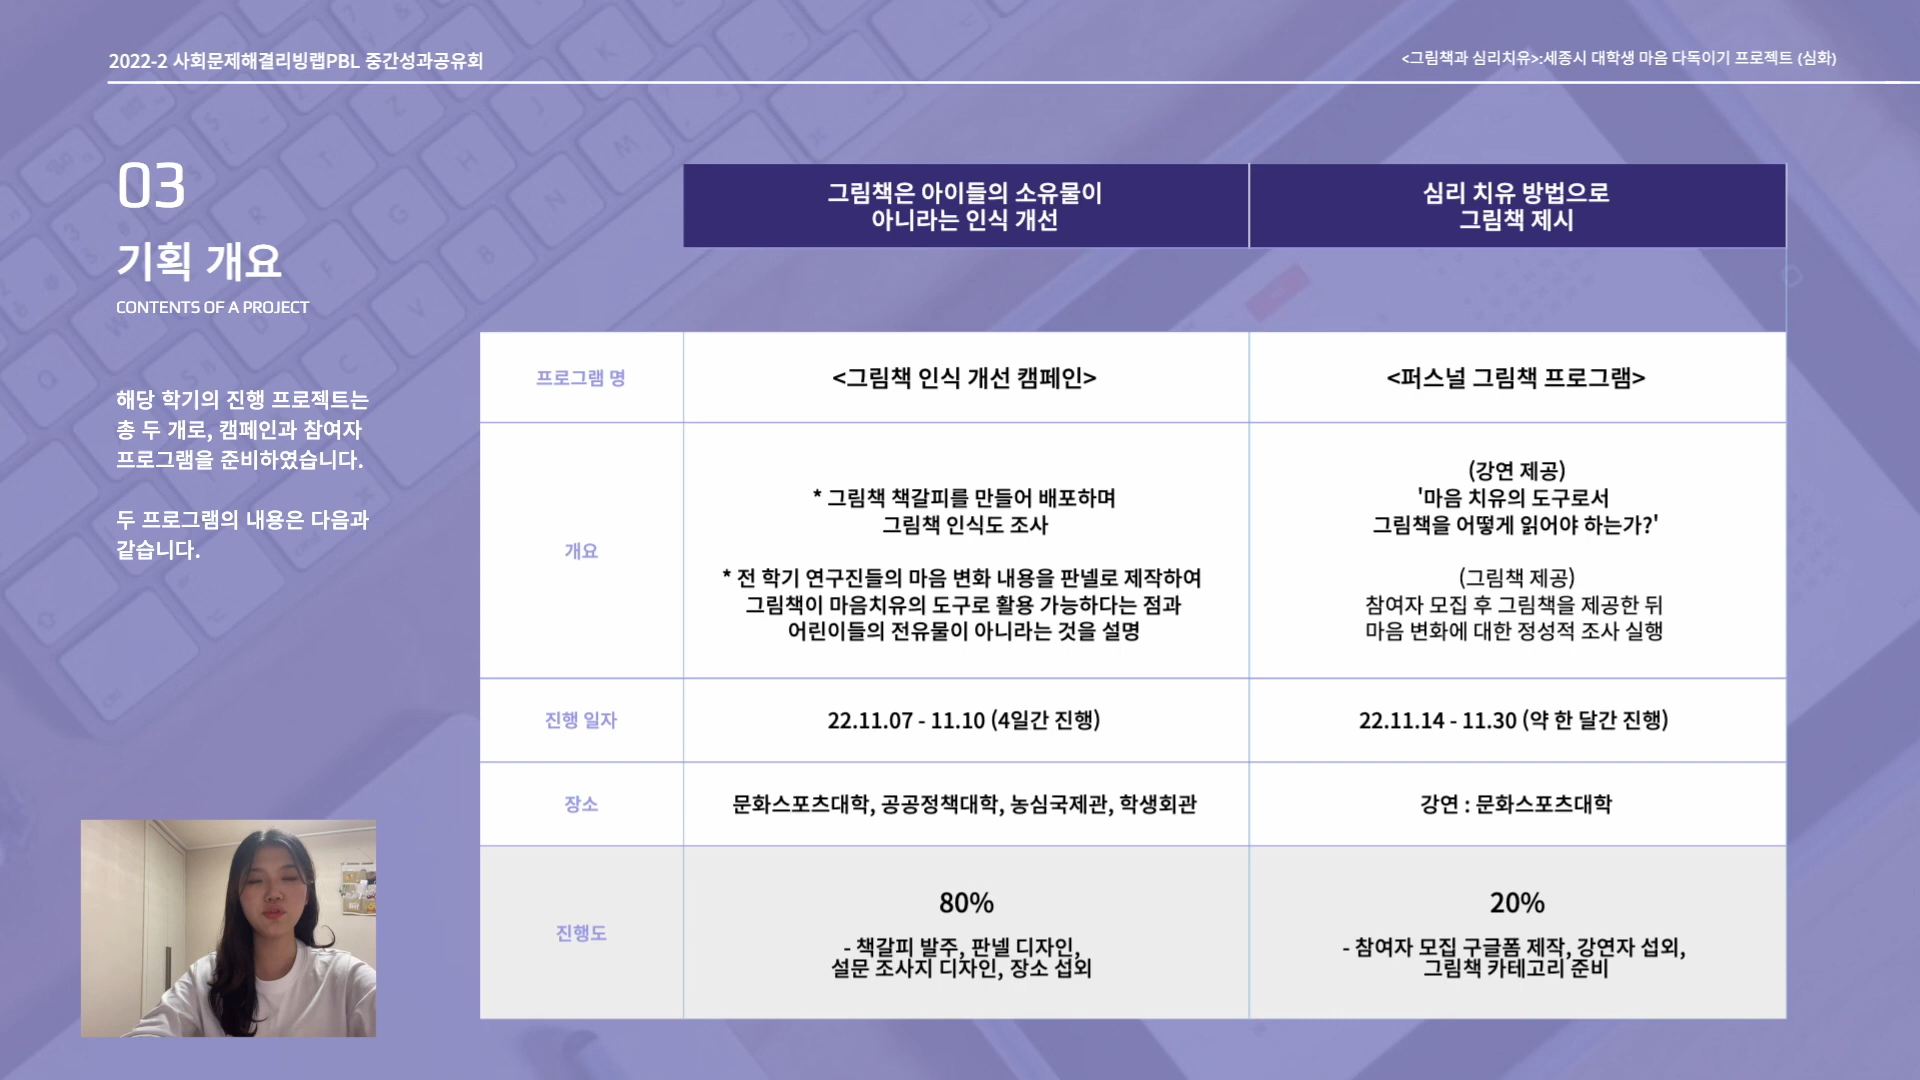 2022-2 사회문제해결리빙랩PBL 중간성과공유회
<그림책과 심리치유>:세종시 대학생 마음 다독이기 프로젝트 (심화)
03
기획 개요
CONTENTS OF A PROJECT
해당 학기의 진행 프로젝트는
총 두 개로, 캠페인과 참여자
프로그램을 준비하였습니다.
두 프로그램의 내용은 다음과
같습니다.
그림책은 아이들의 소유물이
아니라는 인식 개선
심리 치유 방법으로
그림책 제시
프로그램 명
<그림책 인식 개선 캠페인>
<퍼스널 그림책 프로그램>
개요
* 그림책 책갈피를 만들어 배포하며
그림책 인식도 조사
* 전 학기 연구진들의 마음 변화 내용을 판넬로 제작하여
그림책이 마음치유의 도구로 활용 가능하다는 점과
어린이들의 전유물이 아니라는 것을 설명
(강연 제공)
'마음 치유의 도구로서
그림책을 어떻게 읽어야 하는가?'
(그림책 제공)
참여자 모집 후 그림책을 제공한 뒤
마음 변화에 대한 정성적 조사 실행
진행 일자
22.11.07 - 11.10 (4일간 진행)
22.11.14 - 11.30 (약 한 달간 진행)
장소
문화스포츠대학, 공공정책대학, 농심국제관, 학생회관
강연 : 문화스포츠대학
진행도
80%
- 책갈피 발주, 판넬 디자인,
설문 조사지 디자인, 장소 섭외
20%
- 참여자 모집 구글폼 제작, 강연자 섭외,
그림책 카테고리 준비